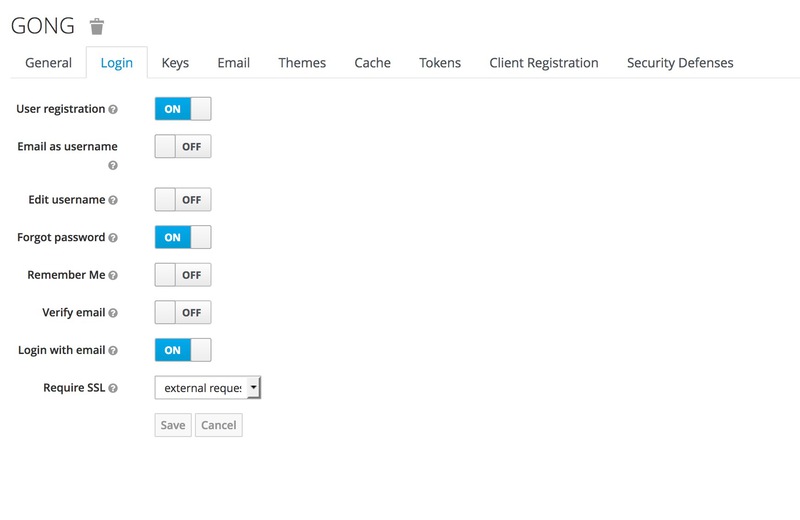 GONG
General Login Keys Email Themes Cache Tokens Client Registration Security Defenses
User registration ON
Email as username OFF
Edit username OFF
Forgot password ON
Remember Me OFF
Verify email OFF
Login with email ON
Require SSL external reques
Save Cancel